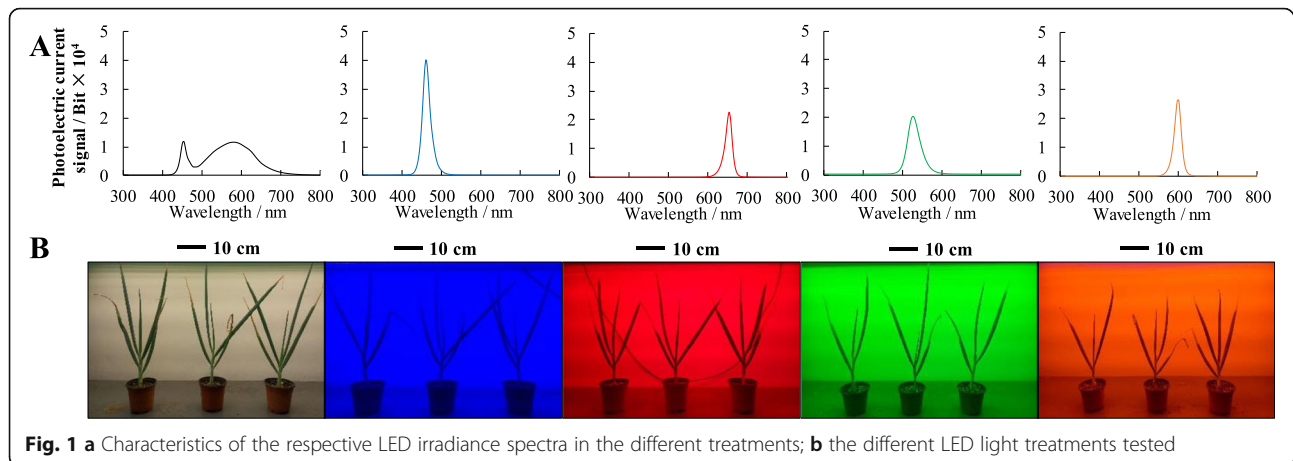 A
Photoelectric current
signal / Bit × 10⁴
5
4
3
2
1
0
300 400 500 600 700 800
Wavelength / nm
5
4
3
2
1
0
300 400 500 600 700 800
Wavelength / nm
5
4
3
2
1
0
300 400 500 600 700 800
Wavelength / nm
5
4
3
2
1
0
300 400 500 600 700 800
Wavelength / nm
5
4
3
2
1
0
300 400 500 600 700 800
Wavelength / nm
B
10 cm
10 cm
10 cm
10 cm
10 cm
Fig. 1 a Characteristics of the respective LED irradiance spectra in the different treatments; b the different LED light treatments tested